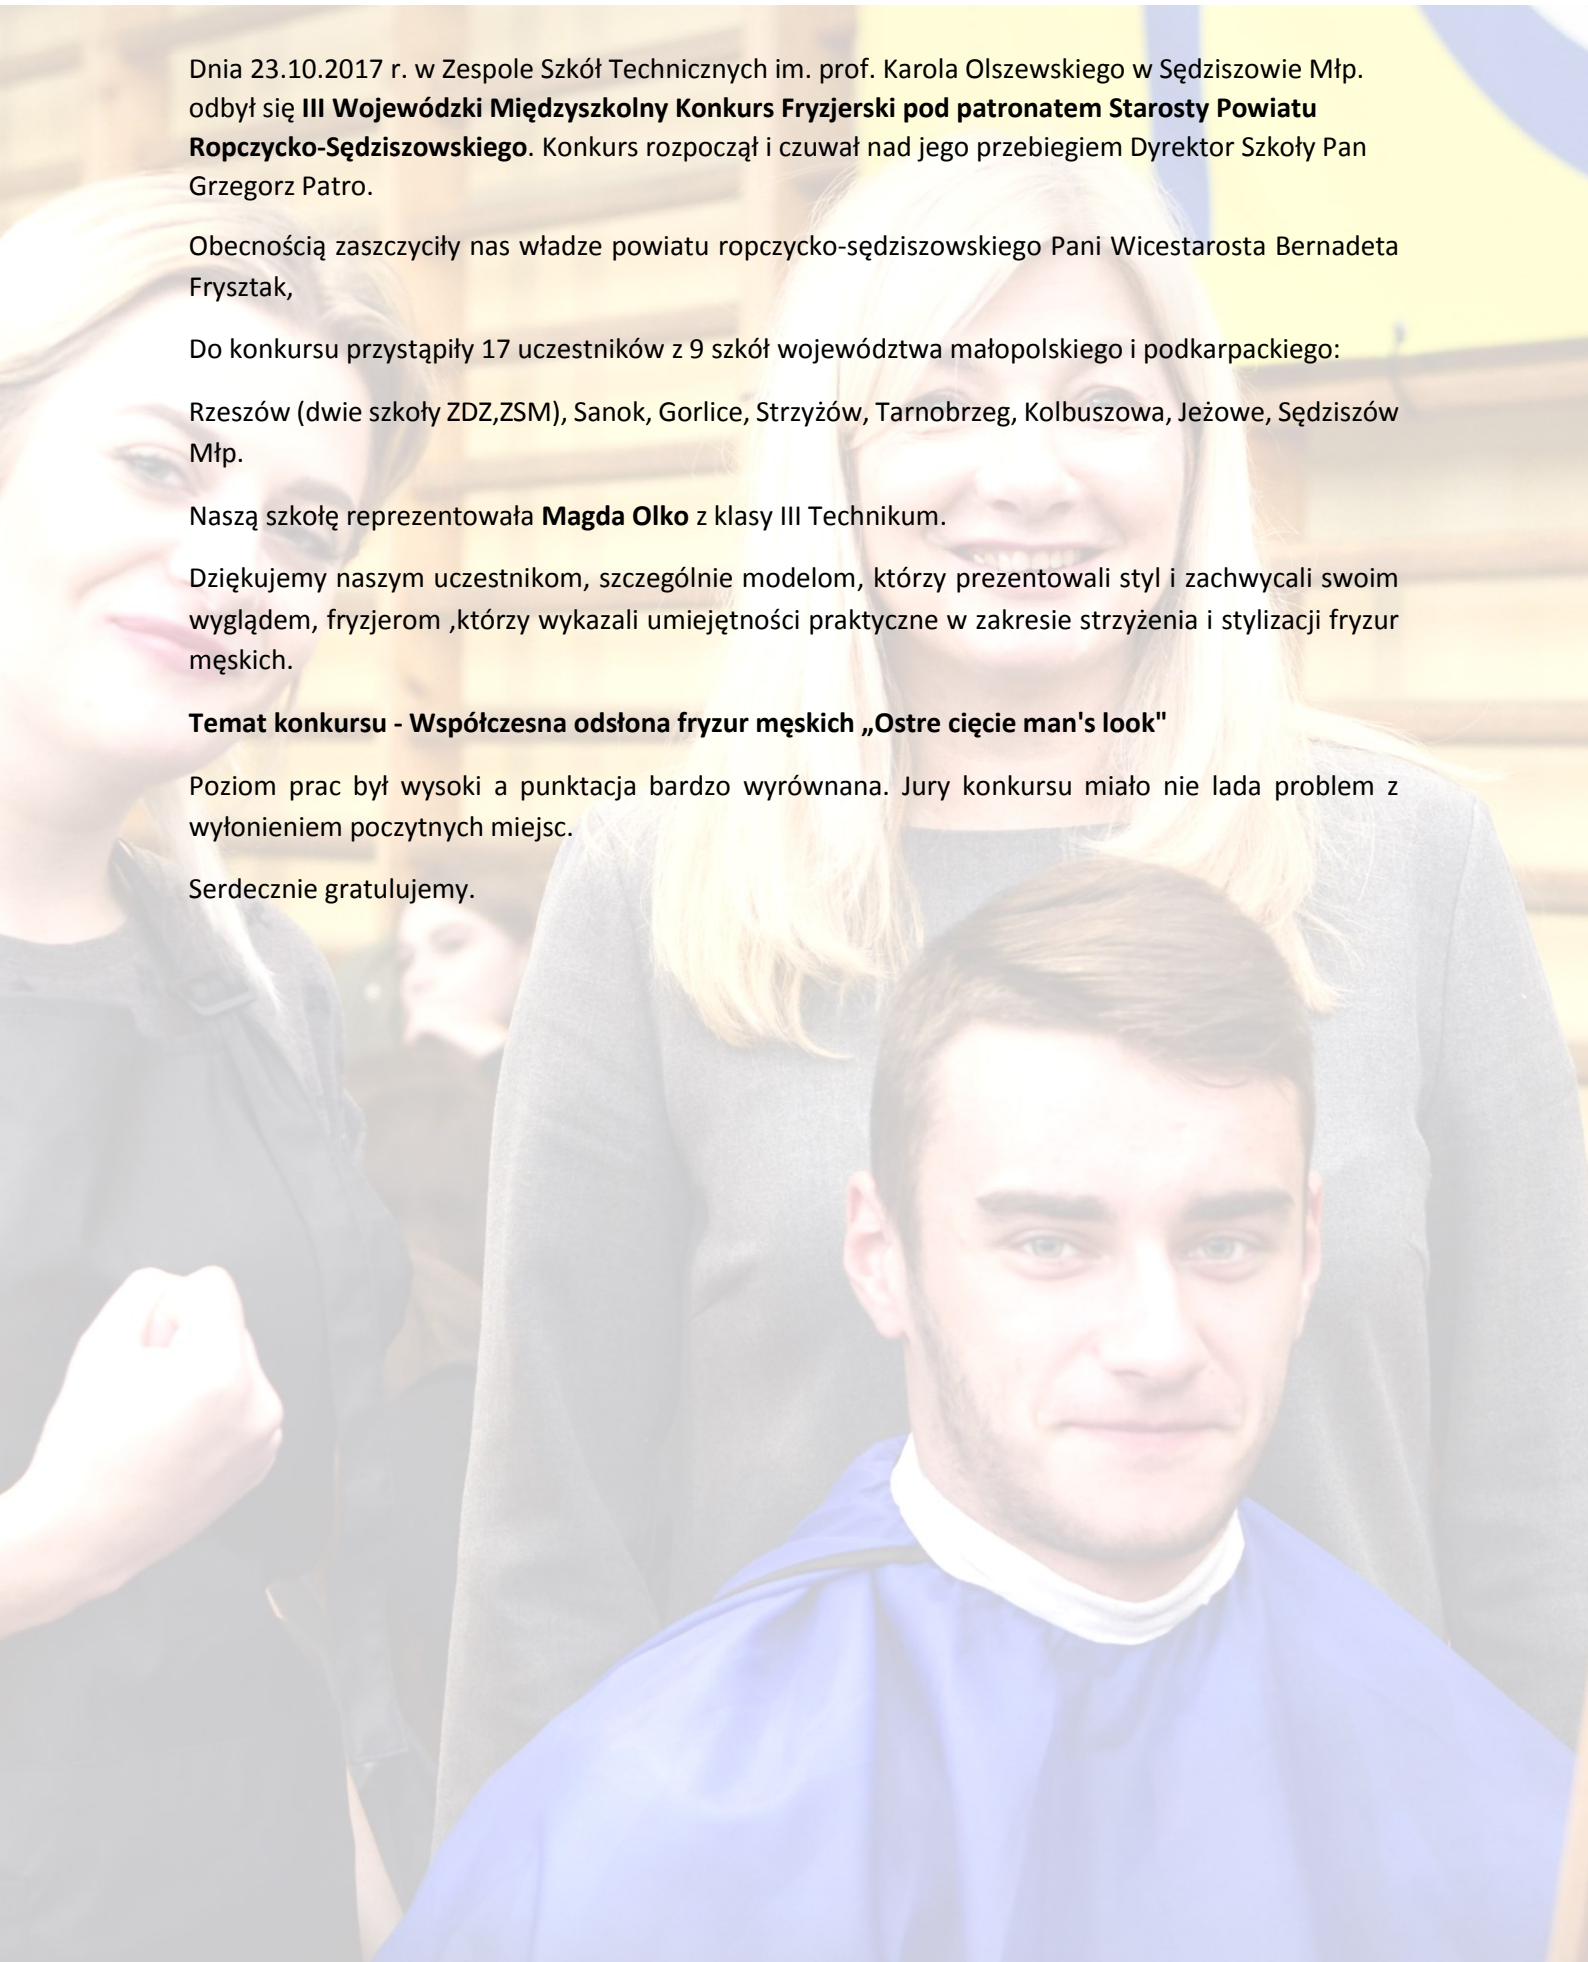 Dnia 23.10.2017 r. w Zespole Szkół Technicznych im. prof. Karola Olszewskiego w Sędziszowie Młp.
odbył się III Wojewódzki Międzyszkolny Konkurs Fryzjerski pod patronatem Starosty Powiatu
Ropczycko-Sędziszowskiego. Konkurs rozpoczął i czuwał nad jego przebiegiem Dyrektor Szkoły Pan
Grzegorz Patro.
Obecnością zaszczyciły nas władze powiatu ropczycko-sędziszowskiego Pani Wicestarosta Bernadeta
Frysztak,
Do konkursu przystąpiły 17 uczestników z 9 szkół województwa małopolskiego i podkarpackiego:
Rzeszów (dwie szkoły ZDZ,ZSM), Sanok, Gorlice, Strzyżów, Tarnobrzeg, Kolbuszowa, Jeżowe, Sędziszów
Młp.
Naszą szkołę reprezentowała Magda Olko z klasy III Technikum.
Dziękujemy naszym uczestnikom, szczególnie modelom, którzy prezentowali styl i zachwycali swoim
wyglądem, fryzjerom ,którzy wykazali umiejętności praktyczne w zakresie strzyżenia i stylizacji fryzur
męskich.
Temat konkursu - Współczesna odsłona fryzur męskich „Ostre cięcie man's look"
Poziom prac był wysoki a punktacja bardzo wyrównana. Jury konkursu miało nie lada problem z
wyłonieniem poczytnych miejsc.
Serdecznie gratulujemy.